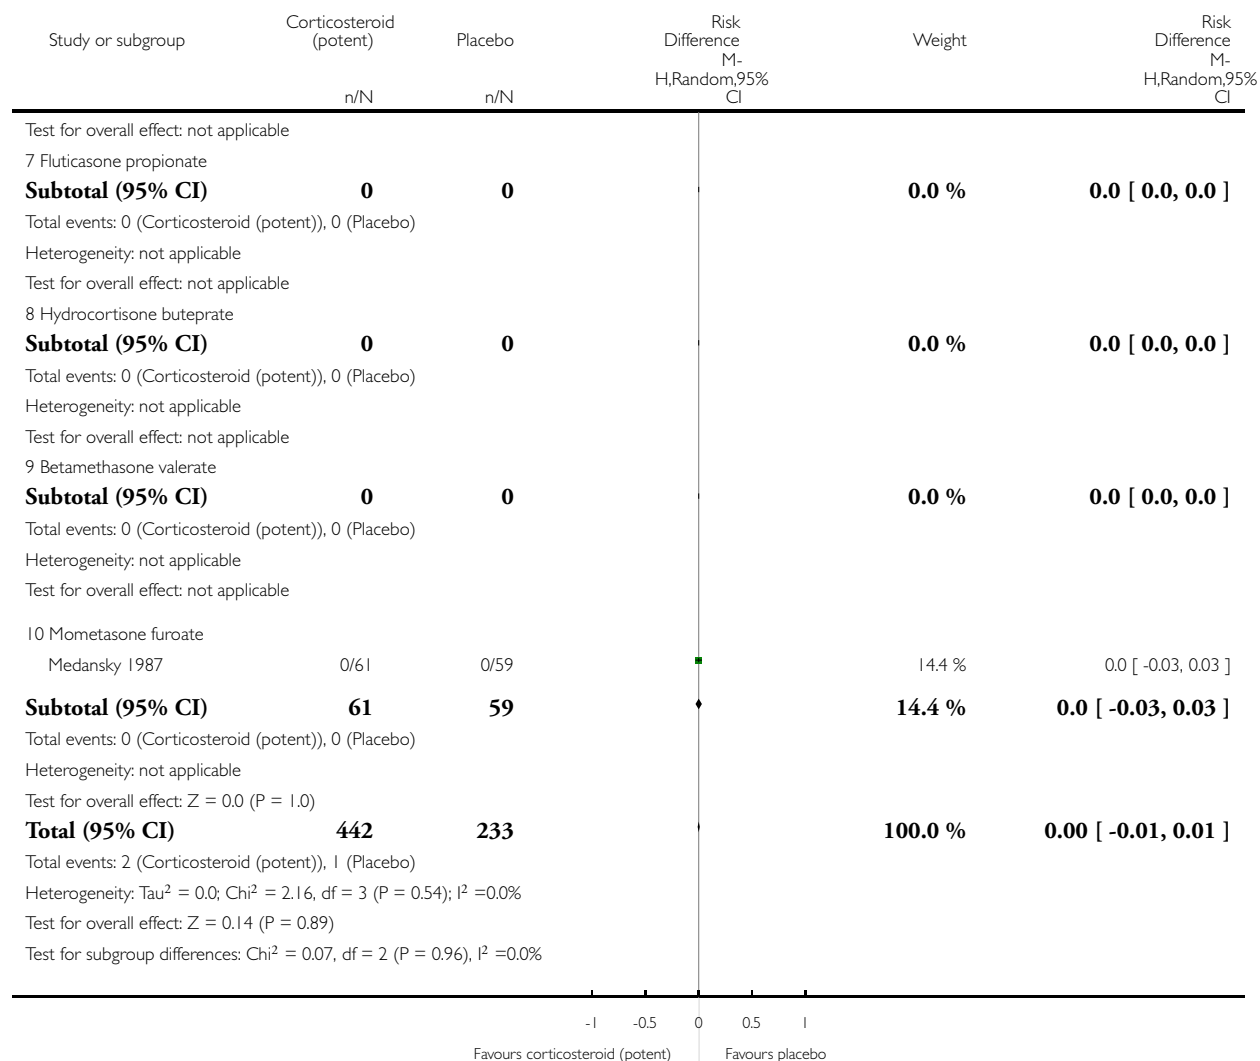 Study or subgroup Corticosteroid (potent) Placebo Risk Difference Weight Risk Difference
n/N n/N M-H,Random,95% CI M-H,Random,95% CI
Test for overall effect: not applicable
7 Fluticasone propionate
Subtotal (95% CI) 0 0 0.0 % 0.0 [ 0.0, 0.0 ]
Total events: 0 (Corticosteroid (potent)), 0 (Placebo)
Heterogeneity: not applicable
Test for overall effect: not applicable
8 Hydrocortisone buteprate
Subtotal (95% CI) 0 0 0.0 % 0.0 [ 0.0, 0.0 ]
Total events: 0 (Corticosteroid (potent)), 0 (Placebo)
Heterogeneity: not applicable
Test for overall effect: not applicable
9 Betamethasone valerate
Subtotal (95% CI) 0 0 0.0 % 0.0 [ 0.0, 0.0 ]
Total events: 0 (Corticosteroid (potent)), 0 (Placebo)
Heterogeneity: not applicable
Test for overall effect: not applicable
10 Mometasone furoate
Medansky 1987 0/61 0/59 14.4 % 0.0 [ -0.03, 0.03 ]
Subtotal (95% CI) 61 59 14.4 % 0.0 [ -0.03, 0.03 ]
Total events: 0 (Corticosteroid (potent)), 0 (Placebo)
Heterogeneity: not applicable
Test for overall effect: Z = 0.0 (P = 1.0)
Total (95% CI) 442 233 100.0 % 0.00 [ -0.01, 0.01 ]
Total events: 2 (Corticosteroid (potent)), 1 (Placebo)
Heterogeneity: Tau² = 0.0; Chi² = 2.16, df = 3 (P = 0.54); I² =0.0%
Test for overall effect: Z = 0.14 (P = 0.89)
Test for subgroup differences: Chi² = 0.07, df = 2 (P = 0.96), I² =0.0%
-1 -0.5 0 0.5 1
Favours corticosteroid (potent) Favours placebo